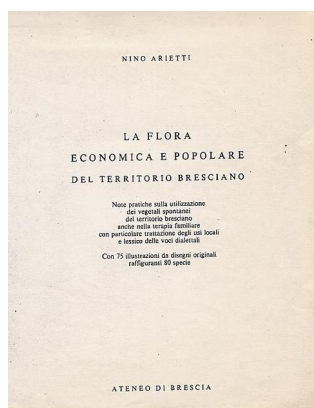 NINO ARIETTI
LA FLORA
ECONOMICA E POPOLARE
DEL TERRITORIO BRESCIANO
Note pratiche sulla utilizzazione
dei vegetali spontanei
del territorio bresciano
anche nella terapia familiare
con particolare trattazione degli usi locali
e lessico delle voci dialettali
Con 75 illustrazioni da disegni originali
raffiguranti 80 specie
ATENEO DI BRESCIA